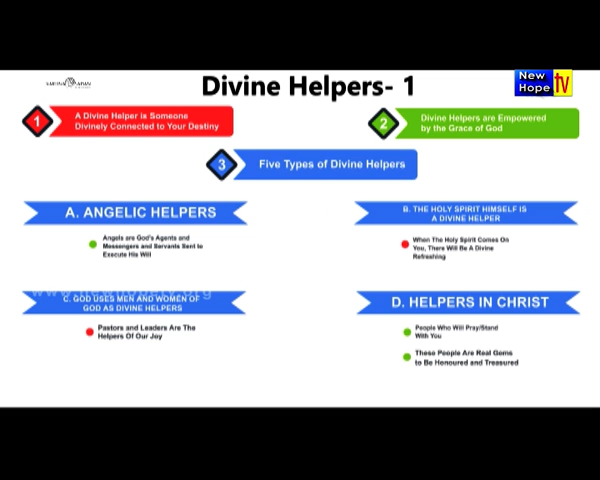 Divine Helpers- 1
New
Hope
tv
1
A Divine Helper is Someone
Divinely Connected to Your Destiny
2
Divine Helpers are Empowered
by the Grace of God
3
Five Types of Divine Helpers
A. ANGELIC HELPERS
Angels are God's Agents and
Messengers and Servants Sent to
Execute His Will
B. THE HOLY SPIRIT HIMSELF IS
A DIVINE HELPER
When The Holy Spirit Comes On
You, There Will Be A Divine
Refreshing
www.newhopetv.org
C. GOD USES MEN AND WOMEN OF
GOD AS DIVINE HELPERS
Pastors and Leaders Are The
Helpers Of Our Joy
D. HELPERS IN CHRIST
People Who Will Pray/Stand
With You
These People Are Real Gems
to Be Honoured and Treasured